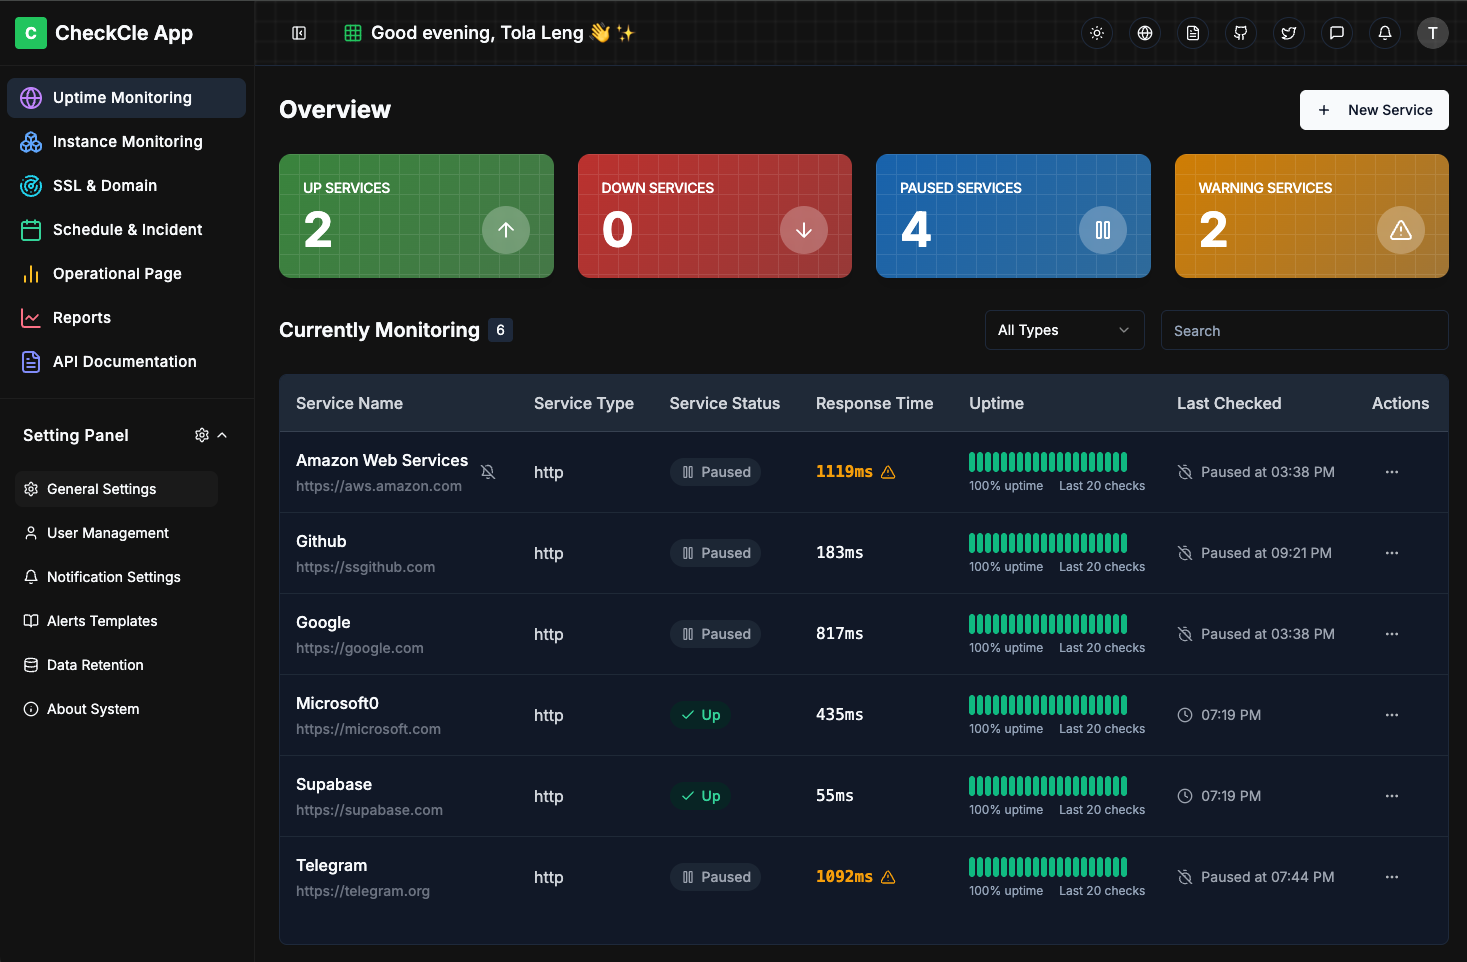 C CheckCle App
Good evening, Tola Leng 👋 ✨
T
Uptime Monitoring
Instance Monitoring
SSL & Domain
Schedule & Incident
Operational Page
Reports
API Documentation
Setting Panel
General Settings
User Management
Notification Settings
Alerts Templates
Data Retention
About System
Overview
+ New Service
UP SERVICES
2
DOWN SERVICES
0
PAUSED SERVICES
4
WARNING SERVICES
2
Currently Monitoring 6
All Types
Search
Service Name Service Type Service Status Response Time Uptime Last Checked Actions
Amazon Web Services
https://aws.amazon.com
http
Paused
1119ms
100% uptime Last 20 checks
Paused at 03:38 PM
Github
https://ssgithub.com
http
Paused
183ms
100% uptime Last 20 checks
Paused at 09:21 PM
Google
https://google.com
http
Paused
817ms
100% uptime Last 20 checks
Paused at 03:38 PM
Microsoft0
https://microsoft.com
http
Up
435ms
100% uptime Last 20 checks
07:19 PM
Supabase
https://supabase.com
http
Up
55ms
100% uptime Last 20 checks
07:19 PM
Telegram
https://telegram.org
http
Paused
1092ms
100% uptime Last 20 checks
Paused at 07:44 PM